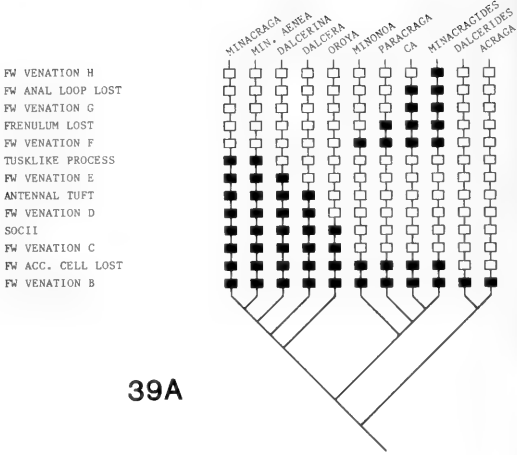 MINACRAGA
MIN. AENEA
DALCERINA
DALCERA
OROYA
MINONOA
PARACRAGA
CA
MINACRAGIDES
DALCERIDES
ACRAGA
FW VENATION H
FW ANAL LOOP LOST
FW VENATION G
FRENULUM LOST
FW VENATION F
TUSKLIKE PROCESS
FW VENATION E
ANTENNAL TUFT
FW VENATION D
SOCII
FW VENATION C
FW ACC. CELL LOST
FW VENATION B
39A